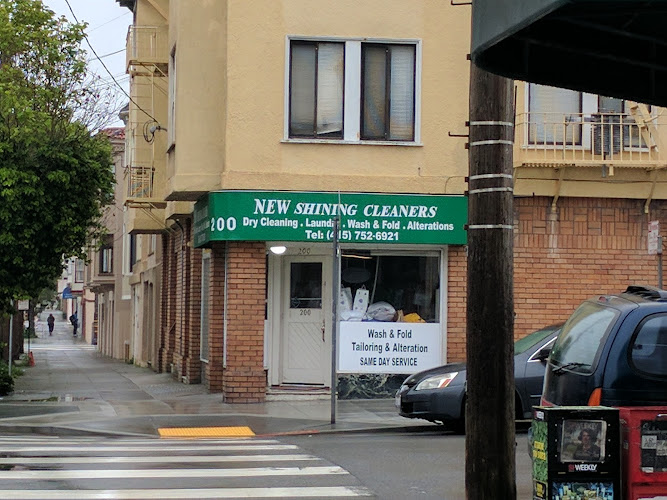 NEW SHINING CLEANERS
200
Dry Cleaning . Laundry . Wash & Fold . Alterations
Tel: (415) 752-6921
200
200
Wash & Fold
Tailoring & Alteration
SAME DAY SERVICE
WEEKLY